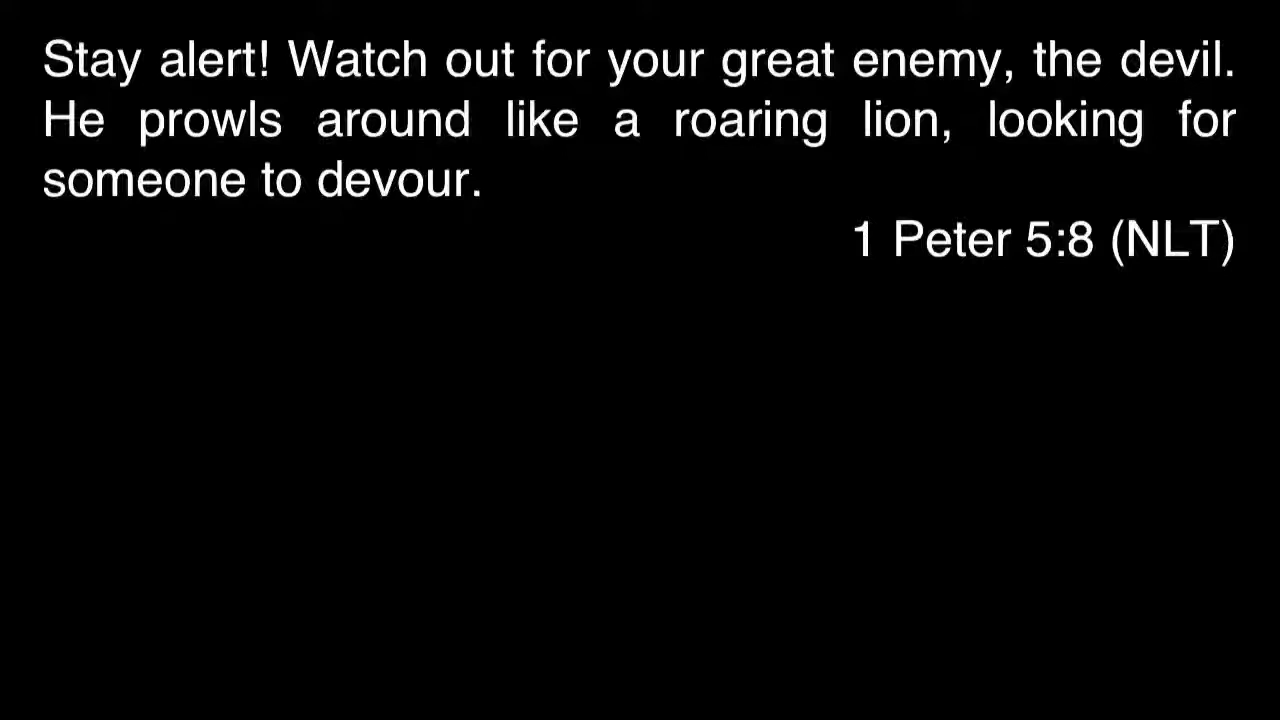 Stay alert! Watch out for your great enemy, the devil.
He prowls around like a roaring lion, looking for
someone to devour.
1 Peter 5:8 (NLT)